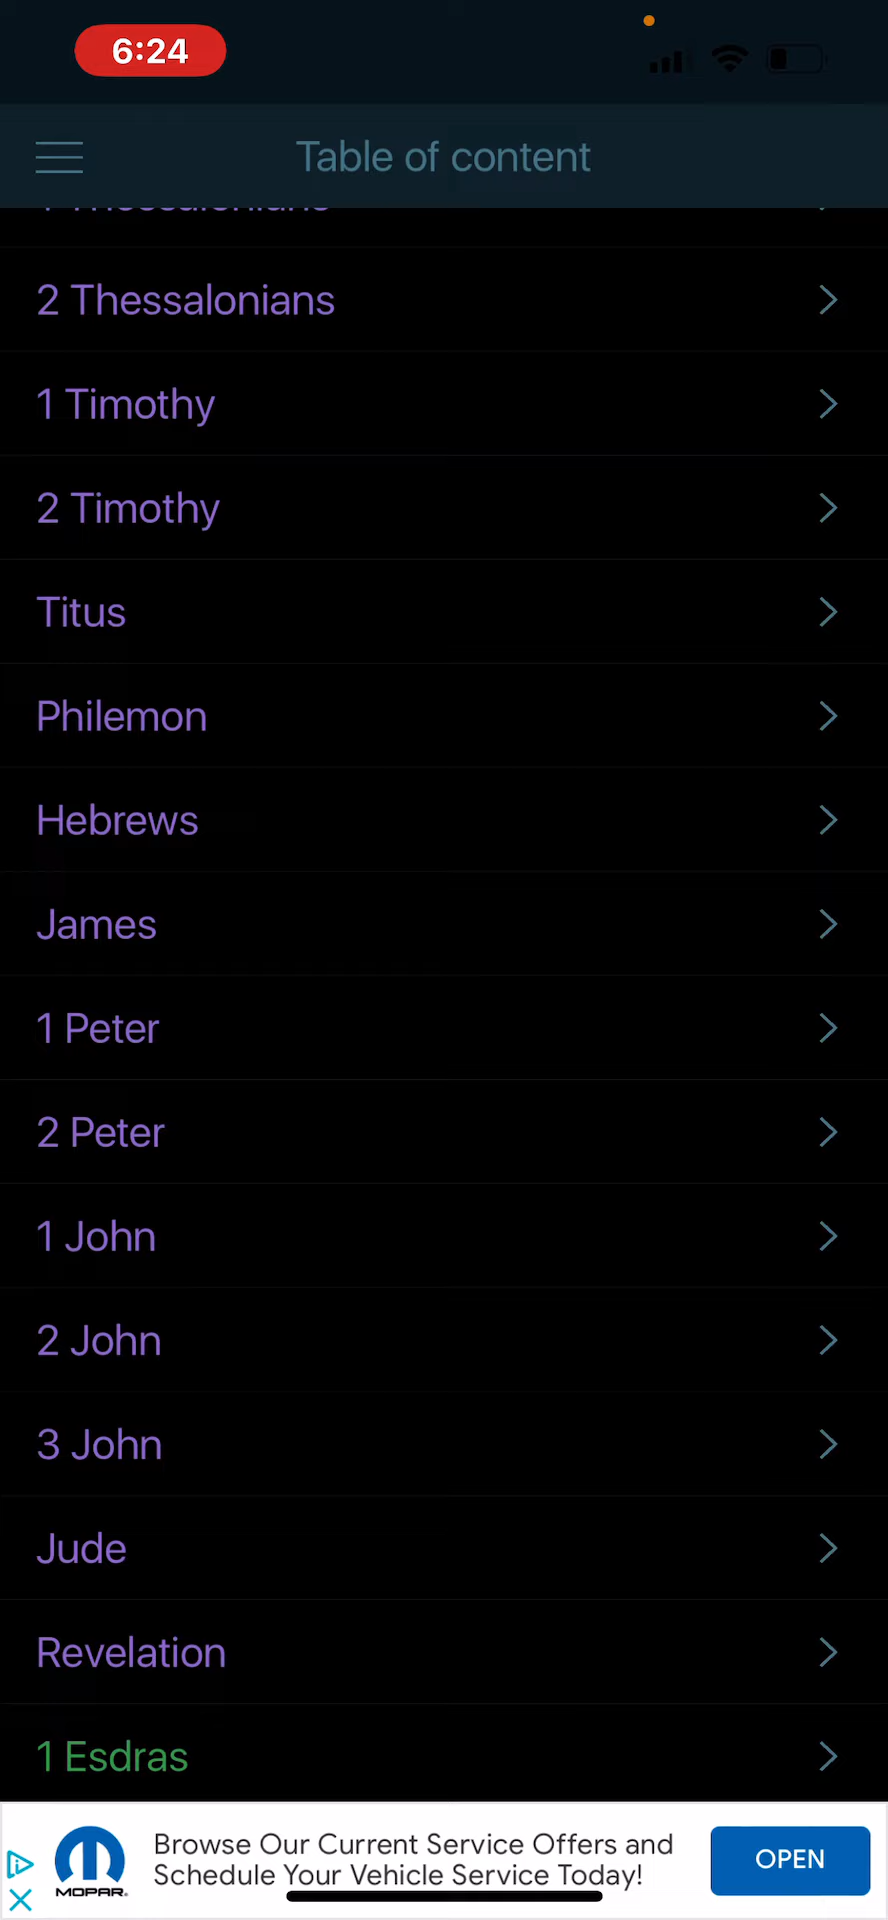 6:24
Table of content
2 Thessalonians
1 Timothy
2 Timothy
Titus
Philemon
Hebrews
James
1 Peter
2 Peter
1 John
2 John
3 John
Jude
Revelation
1 Esdras
Browse Our Current Service Offers and
Schedule Your Vehicle Service Today!
OPEN
MOPAR